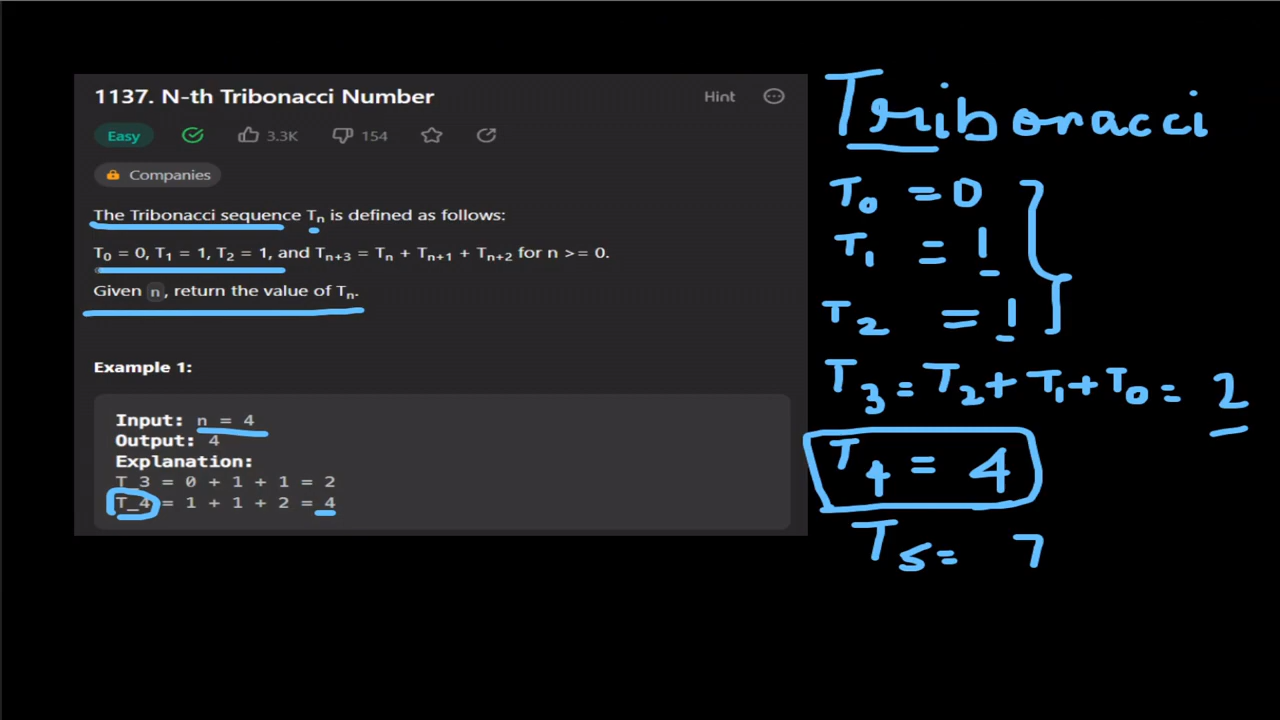 1137. N-th Tribonacci Number
Hint
Easy
3.3K
154
Companies
The Tribonacci sequence Tn is defined as follows:
T0 = 0, T1 = 1, T2 = 1, and Tn+3 = Tn + Tn+1 + Tn+2 for n >= 0.
Given n, return the value of Tn.
Example 1:
Input: n = 4
Output: 4
Explanation:
T_3 = 0 + 1 + 1 = 2
T_4 = 1 + 1 + 2 = 4
Tribonacci
T0 = 0
T1 = 1
T2 = 1
T3 = T2 + T1 + T0 = 2
T4 = 4
T5 = 7